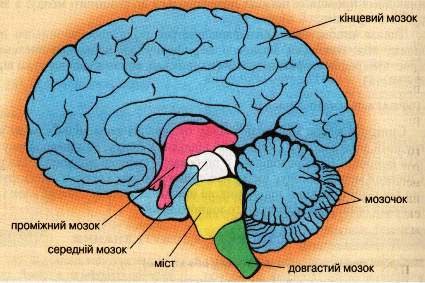 кінцевий мозок
проміжний мозок
середній мозок
міст
мозочок
довгастий мозок